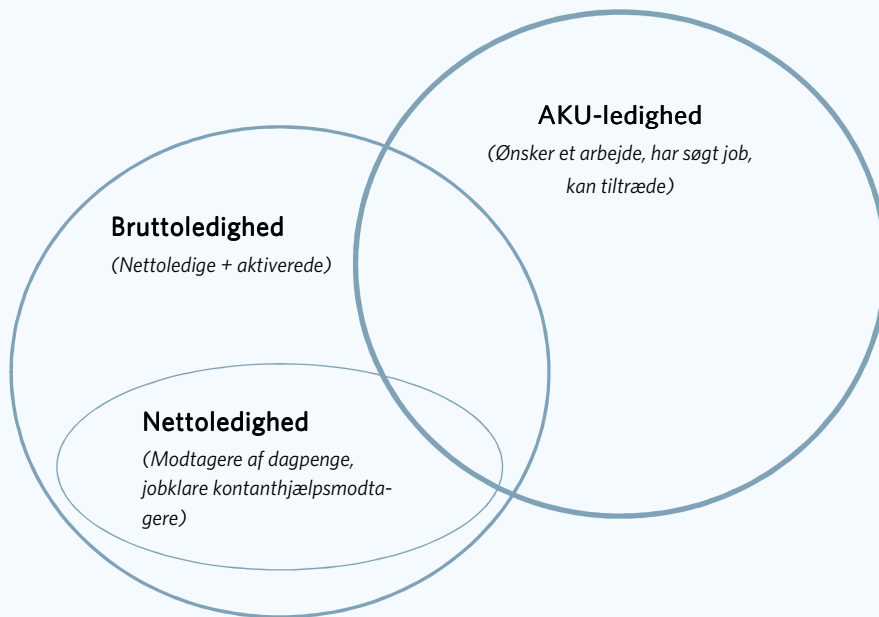 AKU-ledighed
(Ønsker et arbejde, har søgt job,
kan tiltræde)
Bruttoledighed
(Nettoledige + aktiverede)
Nettoledighed
(Modtagere af dagpenge,
jobklare kontanthjælpsmodta-
gere)